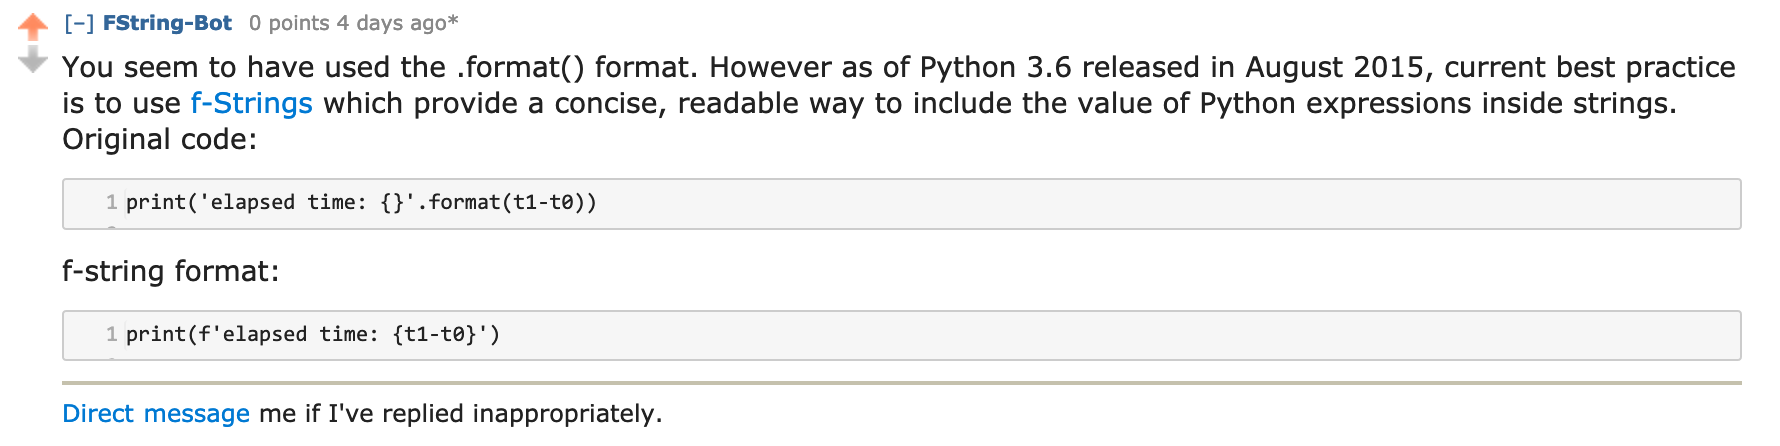 [–] FString-Bot 0 points 4 days ago*
You seem to have used the .format() format. However as of Python 3.6 released in August 2015, current best practice
is to use f-Strings which provide a concise, readable way to include the value of Python expressions inside strings.
Original code:
1 print('elapsed time: {}'.format(t1-t0))
f-string format:
1 print(f'elapsed time: {t1-t0}')
Direct message me if I've replied inappropriately.